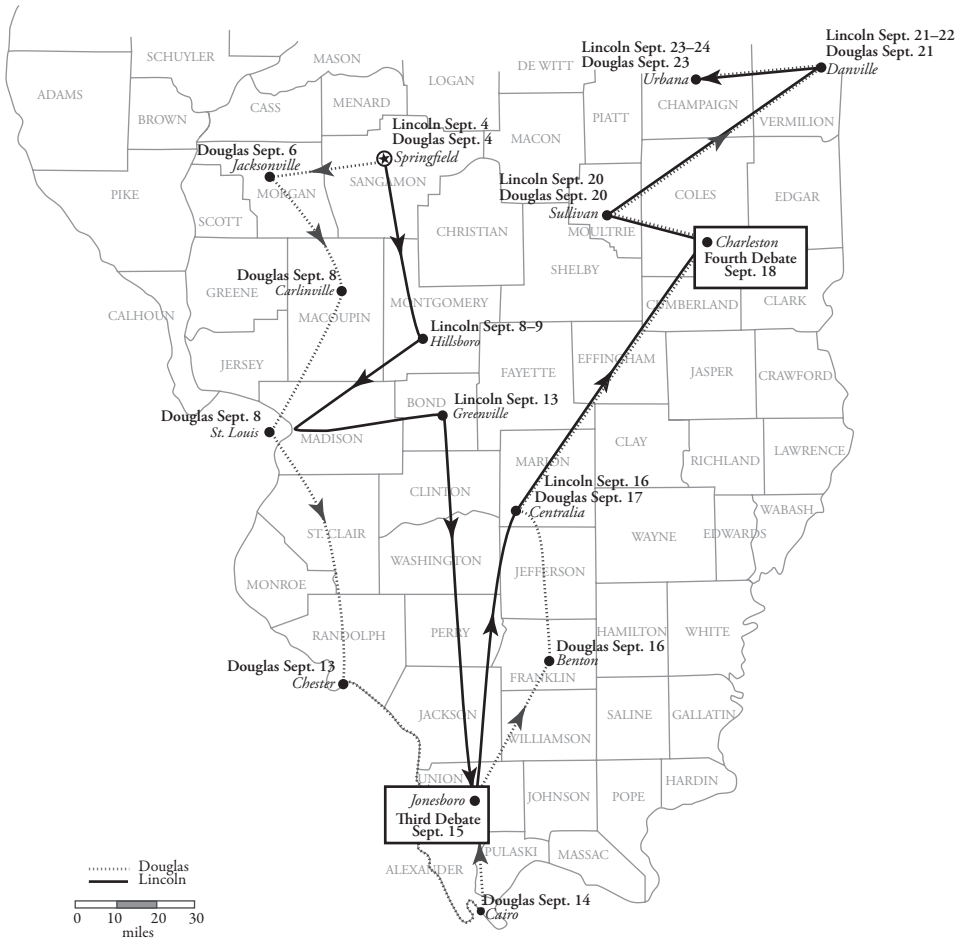 Lincoln Sept. 21–22
Douglas Sept. 21
Danville
Lincoln Sept. 23–24
Douglas Sept. 23
Urbana
SCHUYLER
MASON
LOGAN
DE WITT
ADAMS
CASS
MENARD
PIATT
CHAMPAIGN
BROWN
VERMILION
MACON
Lincoln Sept. 4
Douglas Sept. 4
Springfield
Douglas Sept. 6
Jacksonville
SANGAMON
MORGAN
PIKE
Lincoln Sept. 20
Douglas Sept. 20
Sullivan
COLES
EDGAR
SCOTT
CHRISTIAN
MOULTRIE
Charleston
Fourth Debate
Sept. 18
SHELBY
Douglas Sept. 8
Carlinville
GREENE
MONTGOMERY
CUMBERLAND
CLARK
CALHOUN
MACOUPIN
Lincoln Sept. 8–9
Hillsboro
JERSEY
FAYETTE
EFFINGHAM
JASPER
CRAWFORD
BOND
Lincoln Sept. 13
Greenville
Douglas Sept. 8
St. Louis
MADISON
CLAY
LAWRENCE
RICHLAND
MARION
Lincoln Sept. 16
Douglas Sept. 17
Centralia
CLINTON
WABASH
ST. CLAIR
WAYNE
EDWARDS
WASHINGTON
JEFFERSON
MONROE
RANDOLPH
PERRY
HAMILTON
WHITE
Douglas Sept. 16
Benton
Douglas Sept. 13
Chester
FRANKLIN
JACKSON
SALINE
GALLATIN
WILLIAMSON
UNION
HARDIN
Jonesboro
Third Debate
Sept. 15
JOHNSON
POPE
PULASKI
MASSAC
ALEXANDER
Douglas Sept. 14
Cairo
Douglas
Lincoln
0 10 20 30
miles